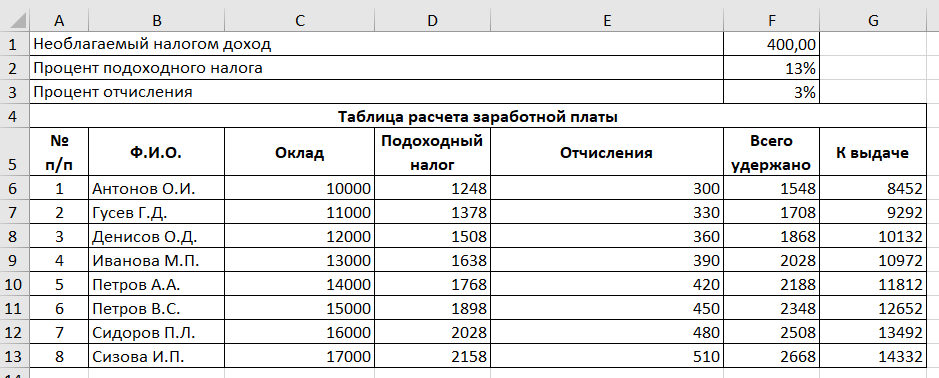 A B C D E F G
1 Необлагаемый налогом доход 400,00
2 Процент подоходного налога 13%
3 Процент отчисления 3%
4 Таблица расчета заработной платы
№ Подоходный Всего
Ф.И.О. Оклад Отчисления К выдаче
5 п/п налог удержано
6 1 Антонов О.И. 10000 1248 300 1548 8452
7 2 Гусев Г.Д. 11000 1378 330 1708 9292
8 3 Денисов О.Д. 12000 1508 360 1868 10132
9 4 Иванова М.П. 13000 1638 390 2028 10972
10 5 Петров А.А. 14000 1768 420 2188 11812
11 6 Петров В.С. 15000 1898 450 2348 12652
12 7 Сидоров П.Л. 16000 2028 480 2508 13492
13 8 Сизова И.П. 17000 2158 510 2668 14332